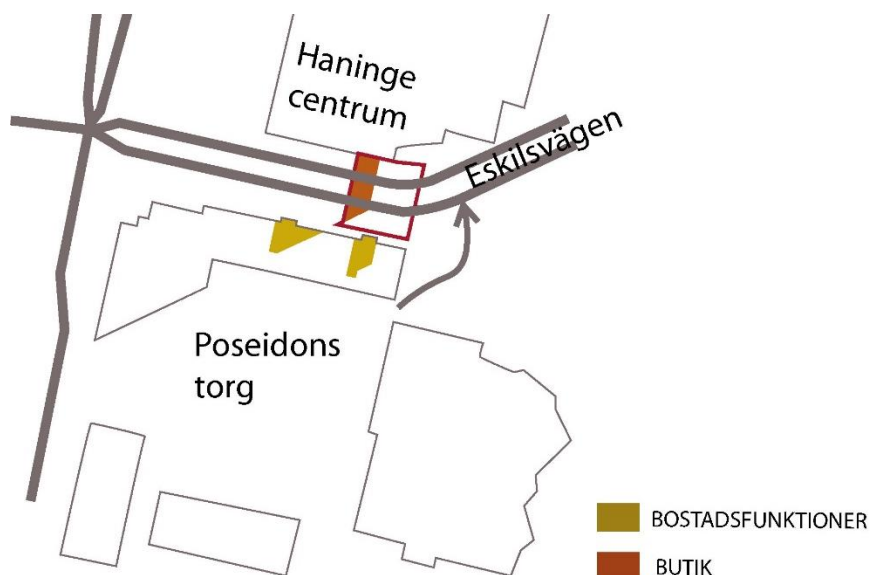 Haninge
centrum
Eskilsvägen
Poseidons
torg
BOSTADSFUNKTIONER
BUTIK